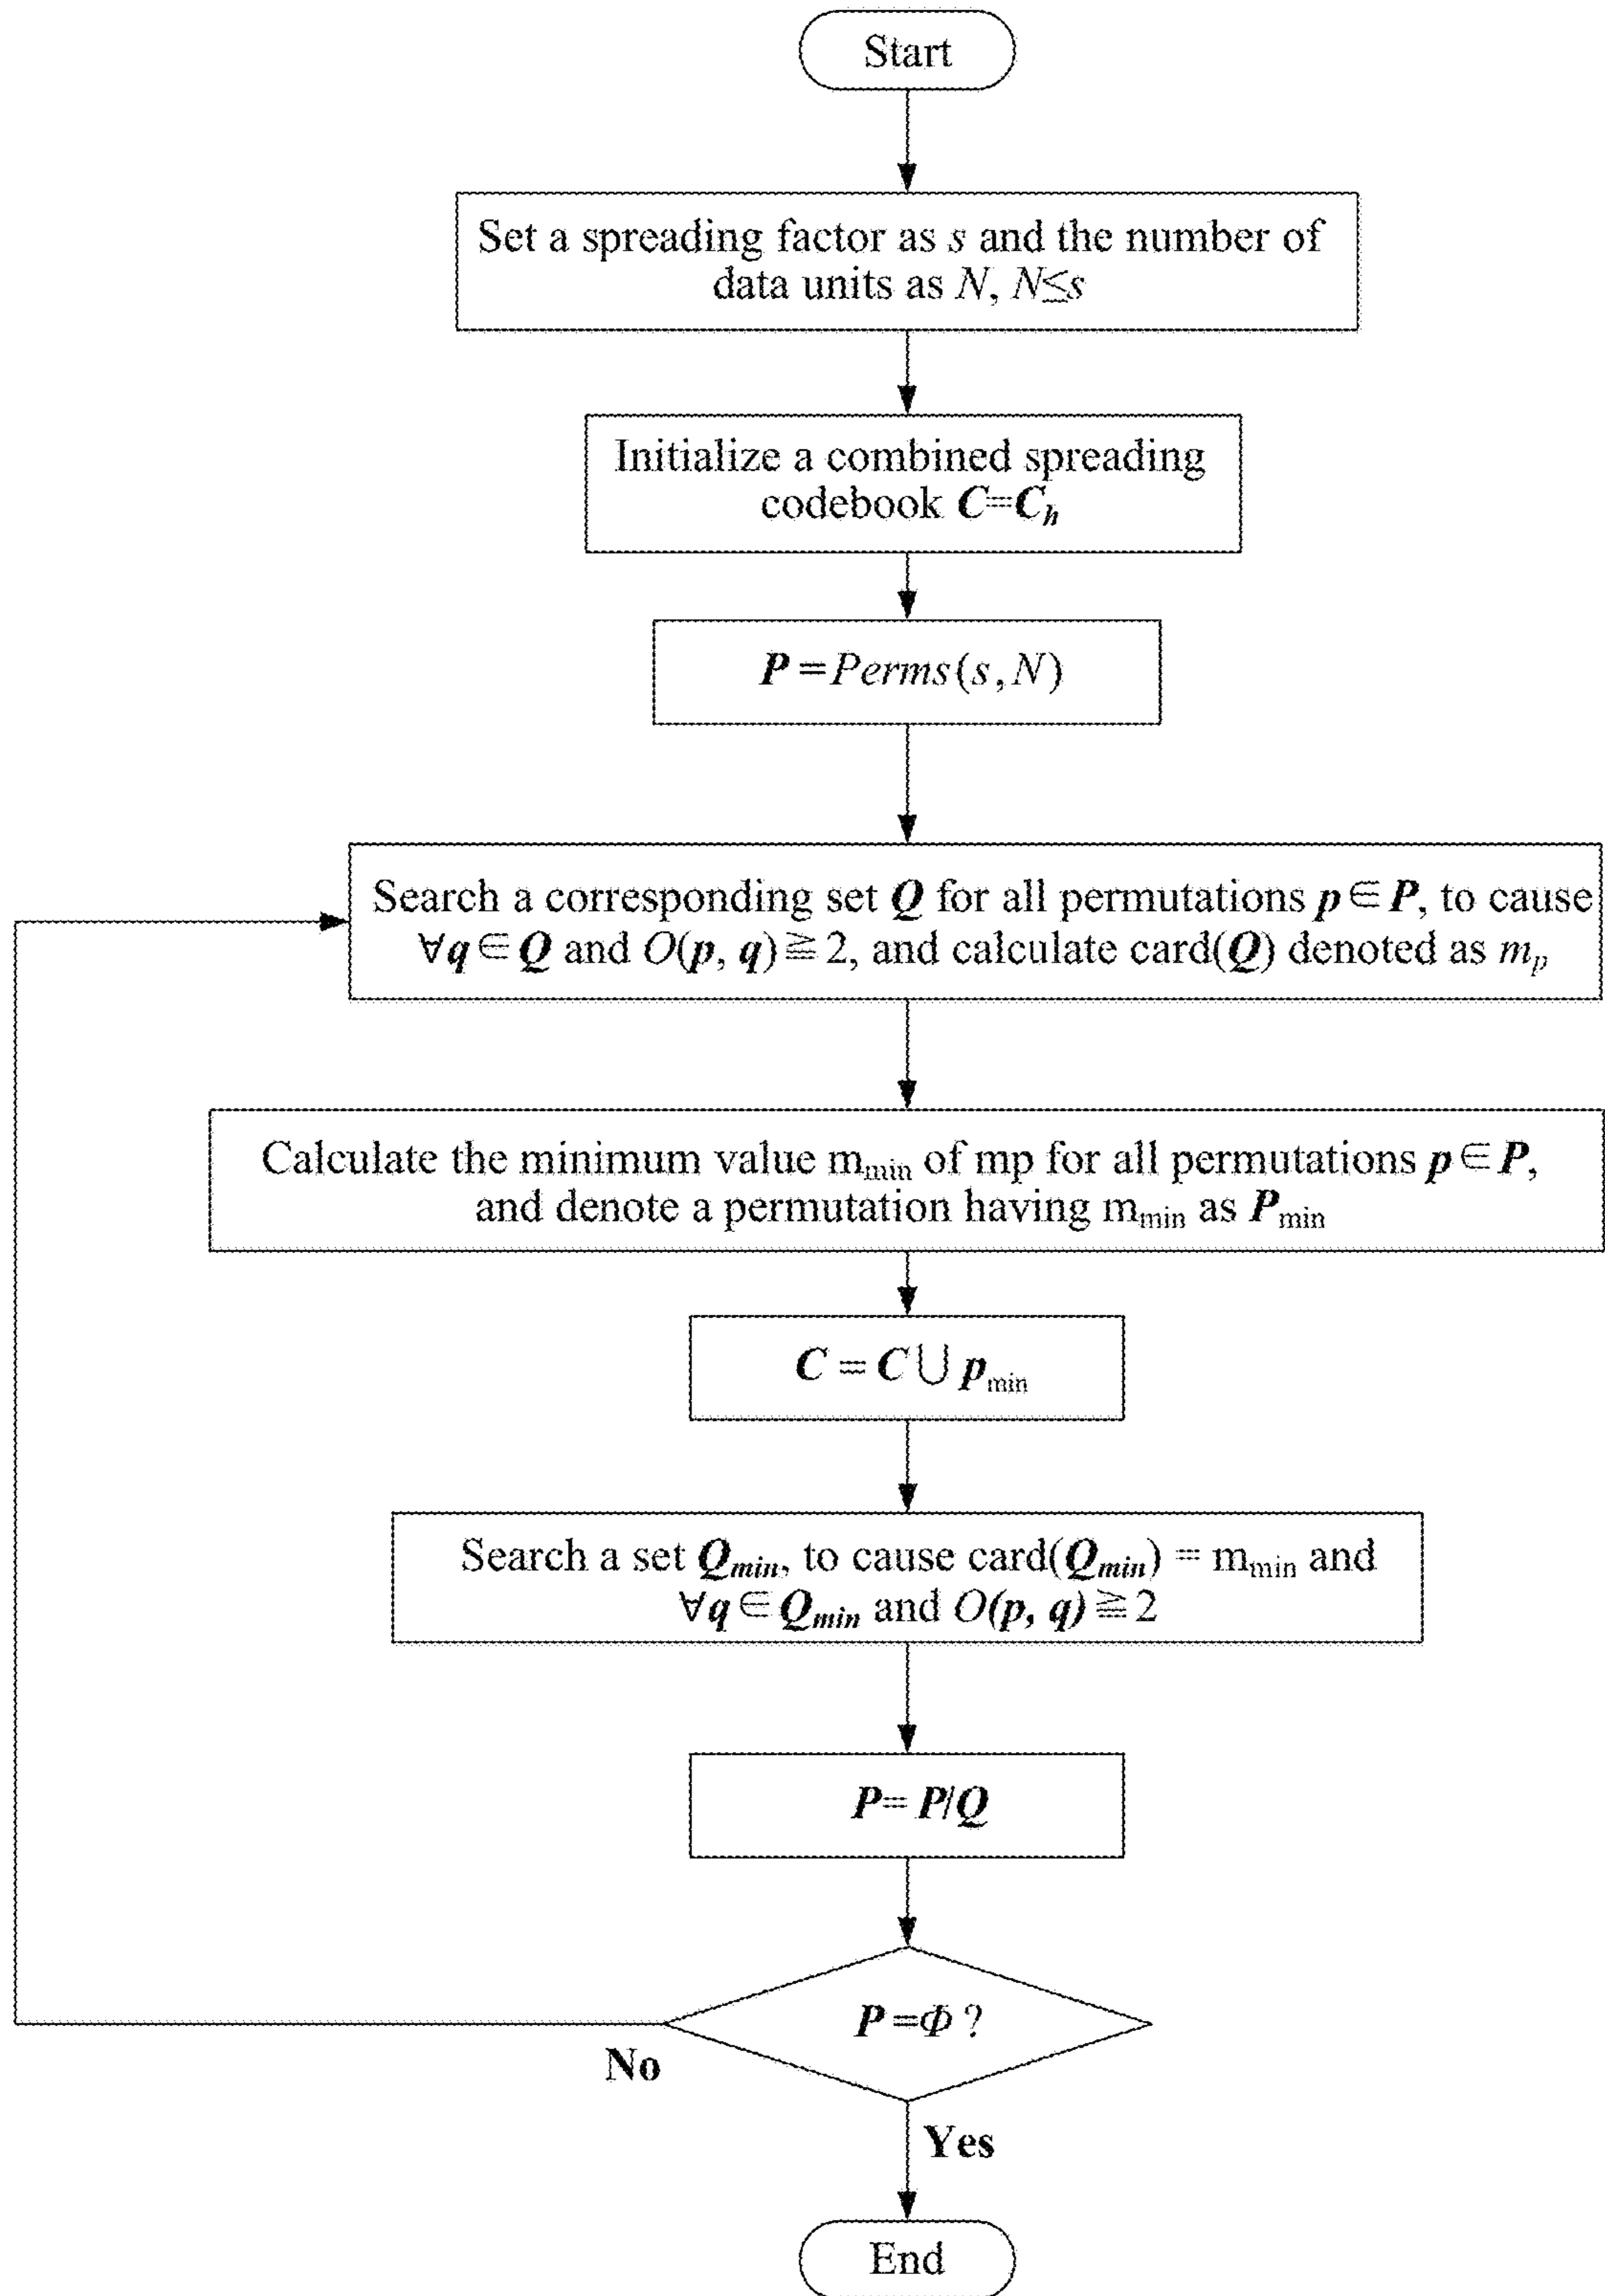 Start
Set a spreading factor as s and the number of
data units as N, N≤s
Initialize a combined spreading
codebook C=Cₕ
P=Perms(s,N)
Search a corresponding set Q for all permutations p∈P, to cause
∀q∈Q and O(p, q)≧2, and calculate card(Q) denoted as mₚ
Calculate the minimum value mmin of mp for all permutations p∈P,
and denote a permutation having mmin as Pmin
C = C∪pmin
Search a set Qmin, to cause card(Qmin) = mmin and
∀q∈Qmin and O(p, q)≧2
P= P/Q
P=Φ ?
No
Yes
End